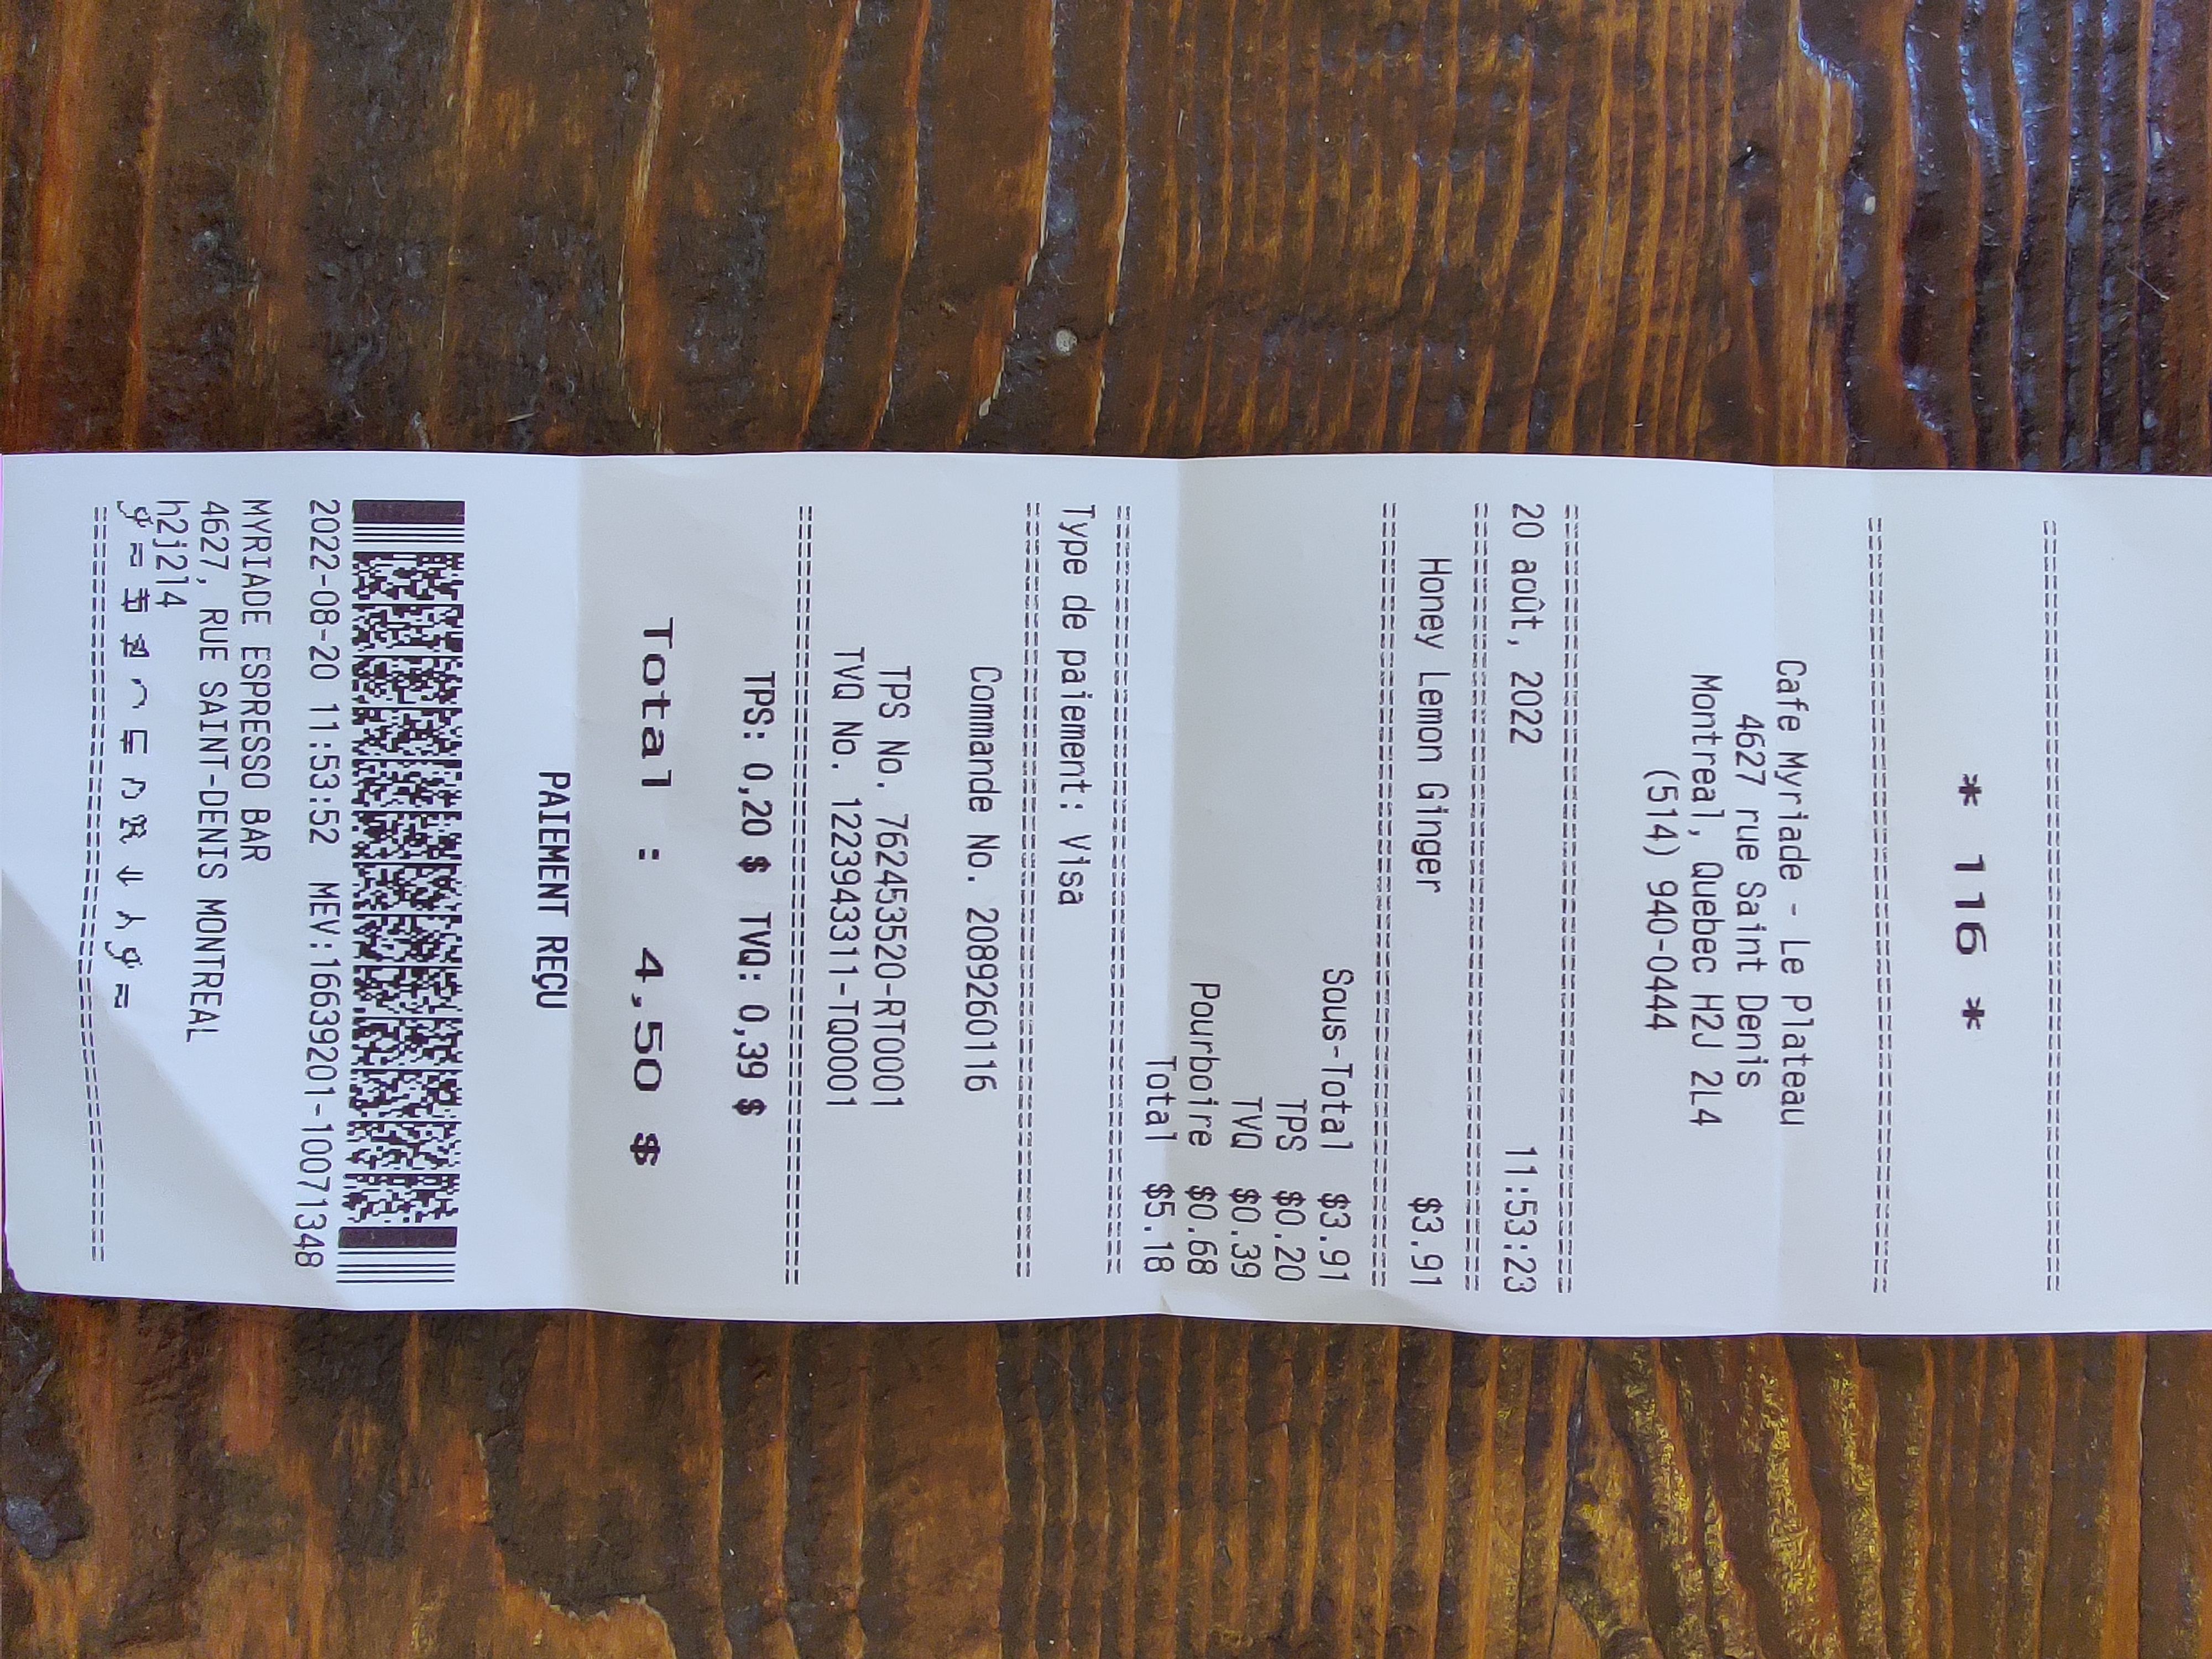 * 116 *
Cafe Myriade - Le Plateau
4627 rue Saint Denis
Montreal, Quebec H2J 2L4
(514) 940-0444
20 août, 2022 11:53:23
Honey Lemon Ginger $3.91
Sous-Total $3.91
TPS $0.20
TVQ $0.39
Pourboire $0.68
Total $5.18
Type de paiement: Visa
Commande No. 2089260116
TPS No. 762453520-RT0001
TVQ No. 1223943311-TQ0001
TPS: 0,20 $ TVQ: 0,39 $
Total : 4,50 $
PAIEMENT REÇU
2022-08-20 11:53:52 MEV:16639201-10071348
MYRIADE ESPRESSO BAR
4627, RUE SAINT-DENIS MONTREAL
h2j2l4